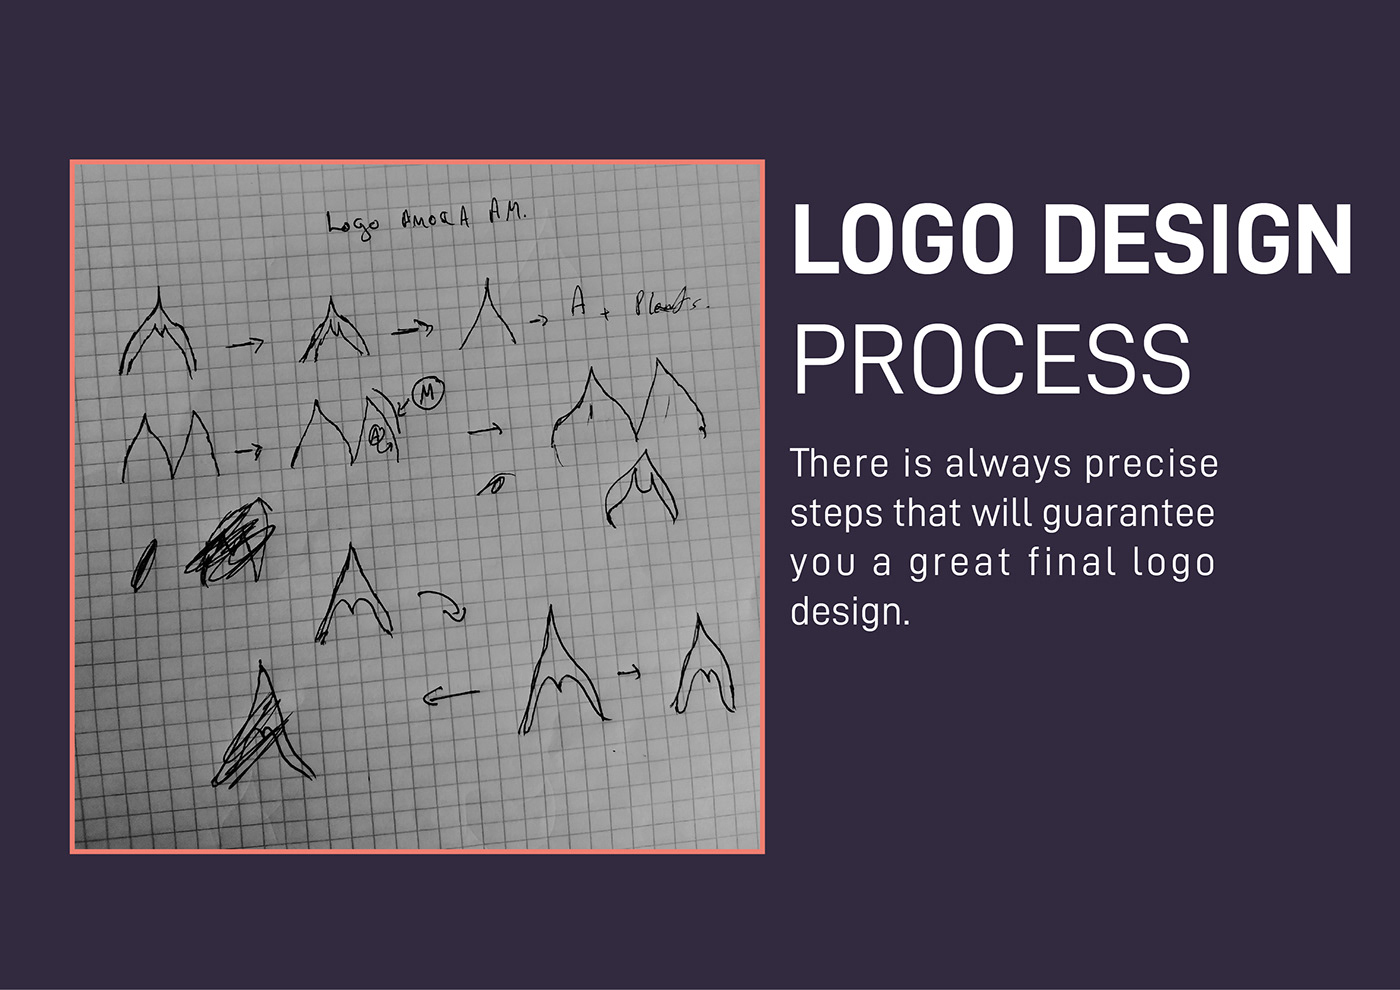 Logo AMORA AM.
A + Plants.
M
A
LOGO DESIGN
PROCESS
There is always precise
steps that will guarantee
you a great final logo
design.